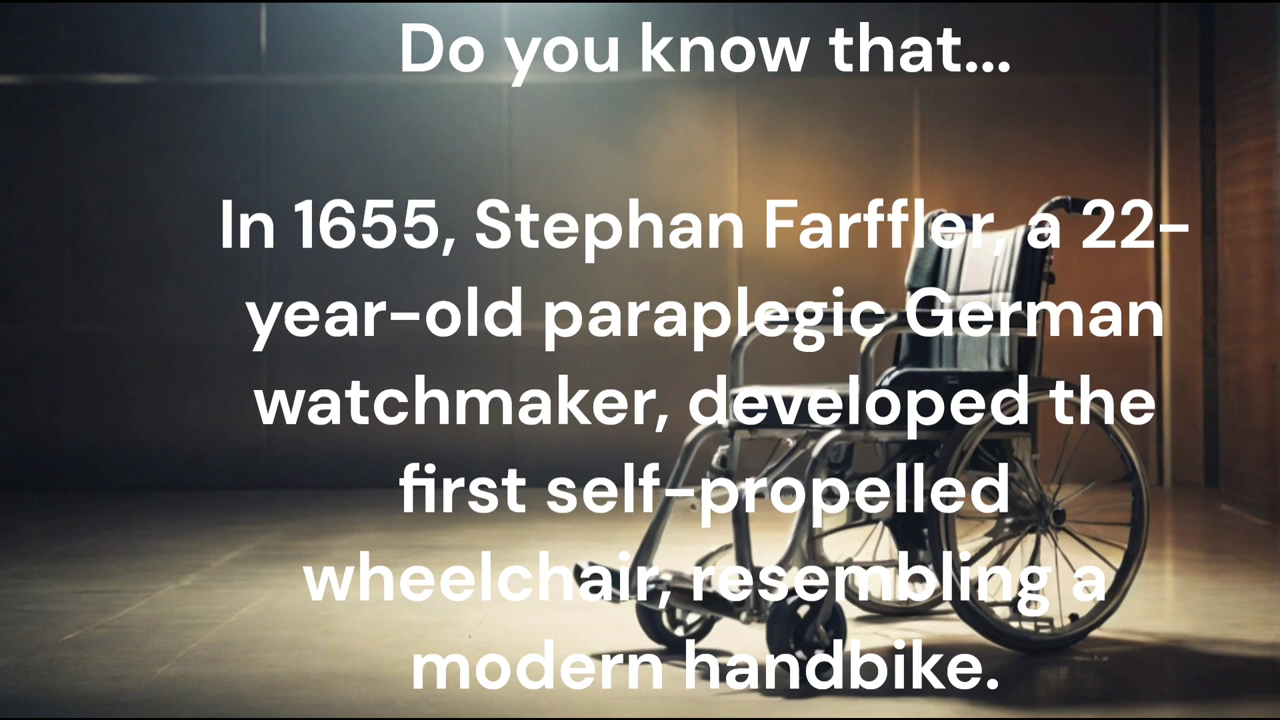 Do you know that...
In 1655, Stephan Farffler, a 22-
year-old paraplegic German
watchmaker, developed the
first self-propelled
wheelchair, resembling a
modern handbike.